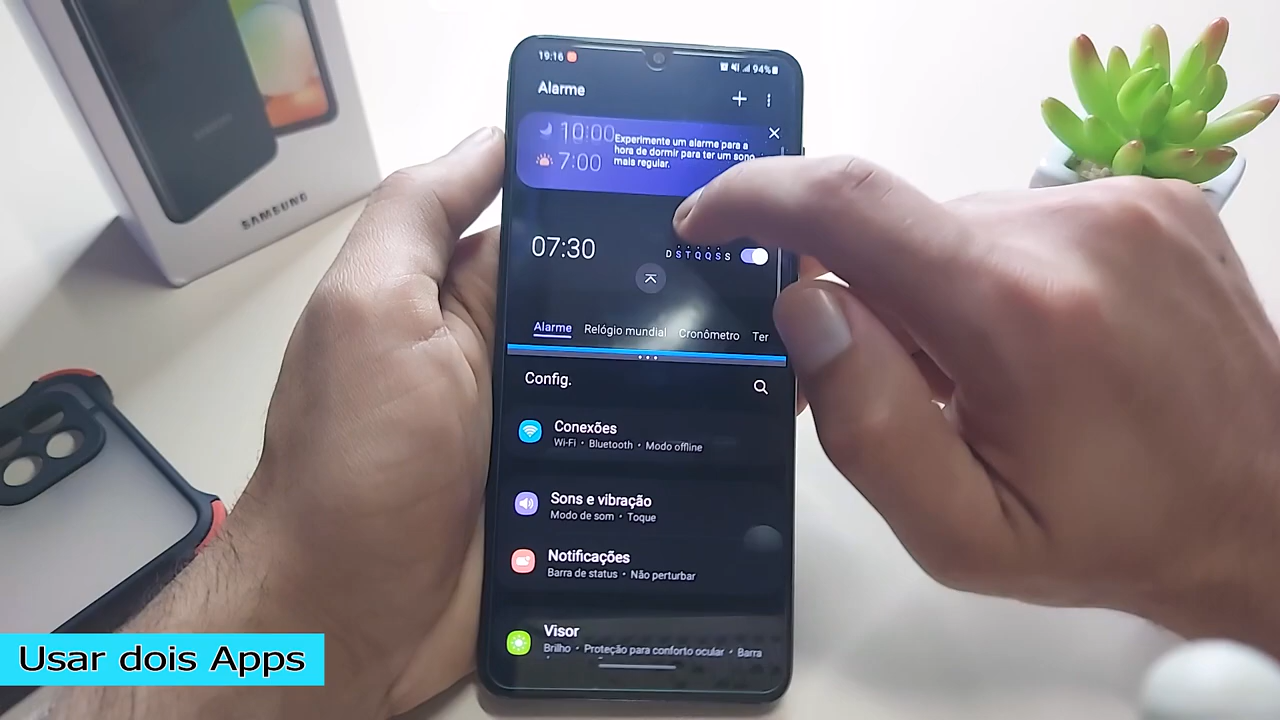 SAMSUNG
19:16
94%
Alarme
10:00
7:00
Experimente um alarme para a
hora de dormir para ter um sono
mais regular.
07:30
D S T Q Q S S
Alarme Relógio mundial Cronômetro Ter
Config.
Conexões
Wi-Fi • Bluetooth • Modo offline
Sons e vibração
Modo de som • Toque
Notificações
Barra de status • Não perturbar
Visor
Brilho • Proteção para conforto ocular • Barra
Usar dois Apps